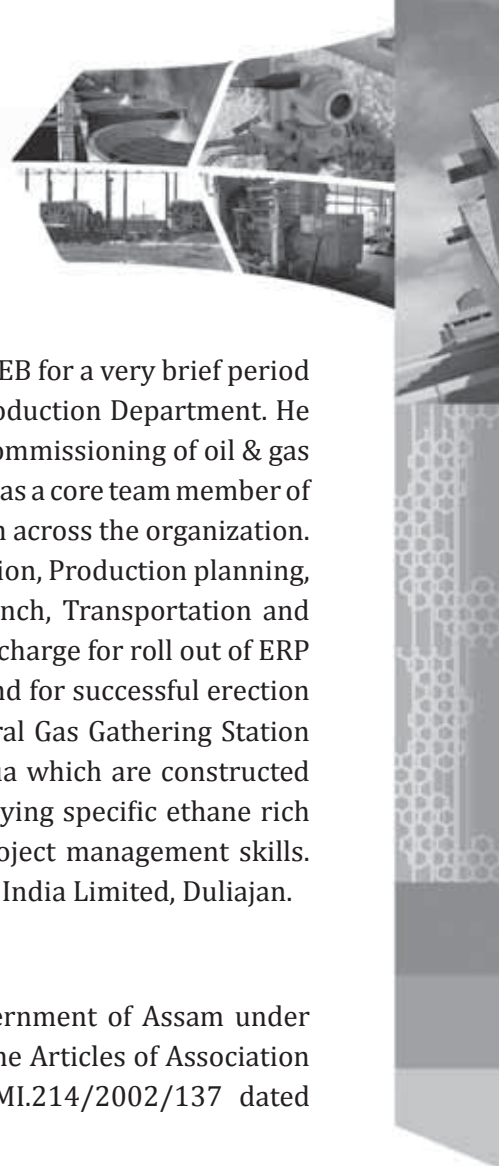 EB for a very brief period
oduction Department. He
ommissioning of oil & gas
as a core team member of
n across the organization.
ion, Production planning,
nch, Transportation and
charge for roll out of ERP
nd for successful erection
ral Gas Gathering Station
ia which are constructed
ying specific ethane rich
oject management skills.
India Limited, Duliajan.
vernment of Assam under
he Articles of Association
MI.214/2002/137 dated